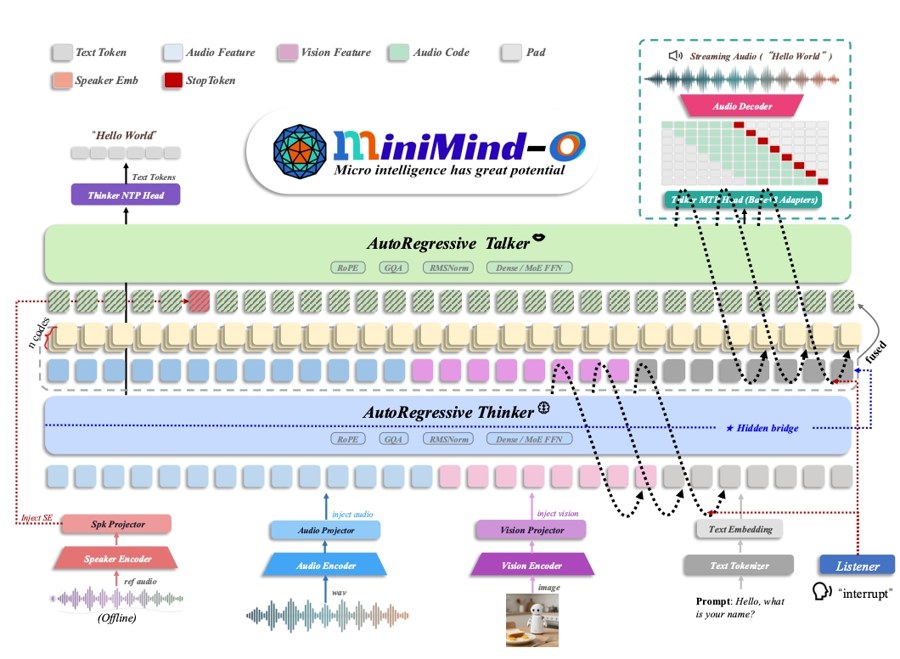 Text Token
Audio Feature
Vision Feature
Audio Code
Pad
Speaker Emb
StopToken
Streaming Audio ( “Hello World” )
Audio Decoder
"Hello World"
Text Tokens
Thinker NTP Head
MiniMind-O
Micro intelligence has great potential
Talker MTP Head (Base+8 Adapters)
AutoRegressive Talker
RoPE
GQA
RMSNorm
Dense / MoE FFN
n codes
fused
AutoRegressive Thinker
★ Hidden bridge
RoPE
GQA
RMSNorm
Dense / MoE FFN
Inject SE
Spk Projector
Speaker Encoder
ref audio
(Offline)
inject audio
Audio Projector
Audio Encoder
wav
inject vision
Vision Projector
Vision Encoder
image
Text Embedding
Text Tokenizer
Prompt: Hello, what
is your name?
Listener
“interrupt”